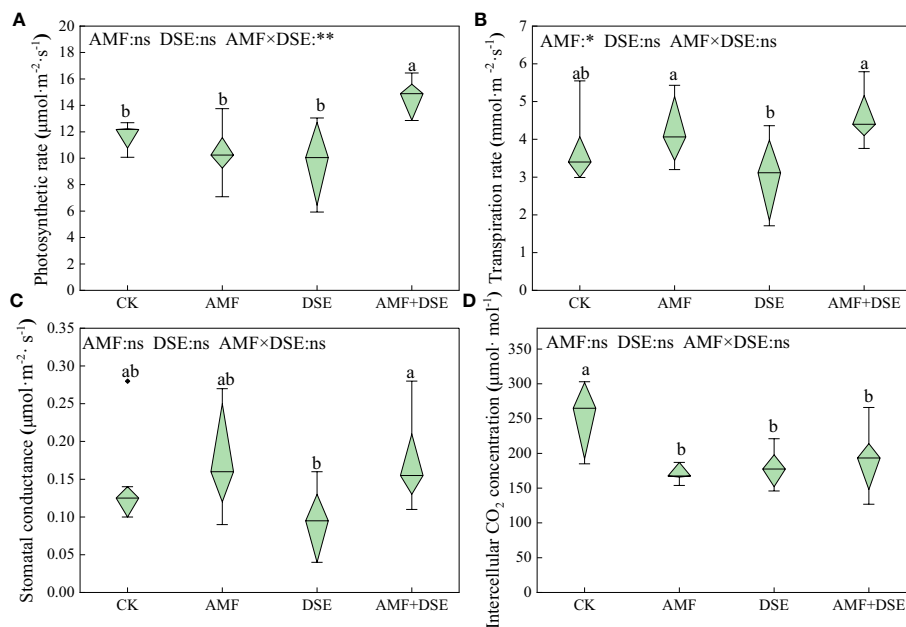 A
AMF:ns DSE:ns AMF×DSE:**
Photosynthetic rate (μmol·m⁻²·s⁻¹)
20
18
16
14
12
10
8
6
4
2
0
b
b
b
a
CK
AMF
DSE
AMF+DSE
B
AMF:* DSE:ns AMF×DSE:ns
Transpiration rate (mmol·m⁻²·s⁻¹)
7
6
5
4
3
2
1
0
ab
a
b
a
CK
AMF
DSE
AMF+DSE
C
AMF:ns DSE:ns AMF×DSE:ns
Stomatal conductance (μmol·m⁻²· s⁻¹)
0.35
0.30
0.25
0.20
0.15
0.10
0.05
0.00
ab
ab
b
a
CK
AMF
DSE
AMF+DSE
D
AMF:ns DSE:ns AMF×DSE:ns
Intercellular CO₂ concentration (μmol· mol⁻¹)
350
300
250
200
150
100
50
0
a
b
b
b
CK
AMF
DSE
AMF+DSE